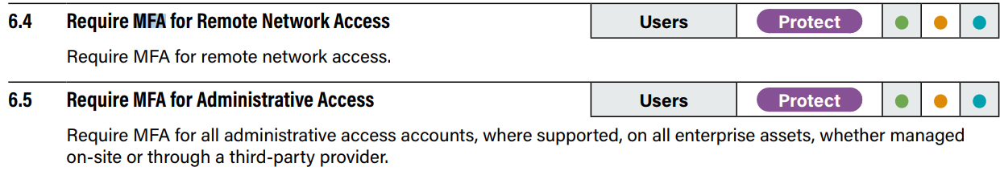 6.4 Require MFA for Remote Network Access Users Protect
Require MFA for remote network access.
6.5 Require MFA for Administrative Access Users Protect
Require MFA for all administrative access accounts, where supported, on all enterprise assets, whether managed
on-site or through a third-party provider.